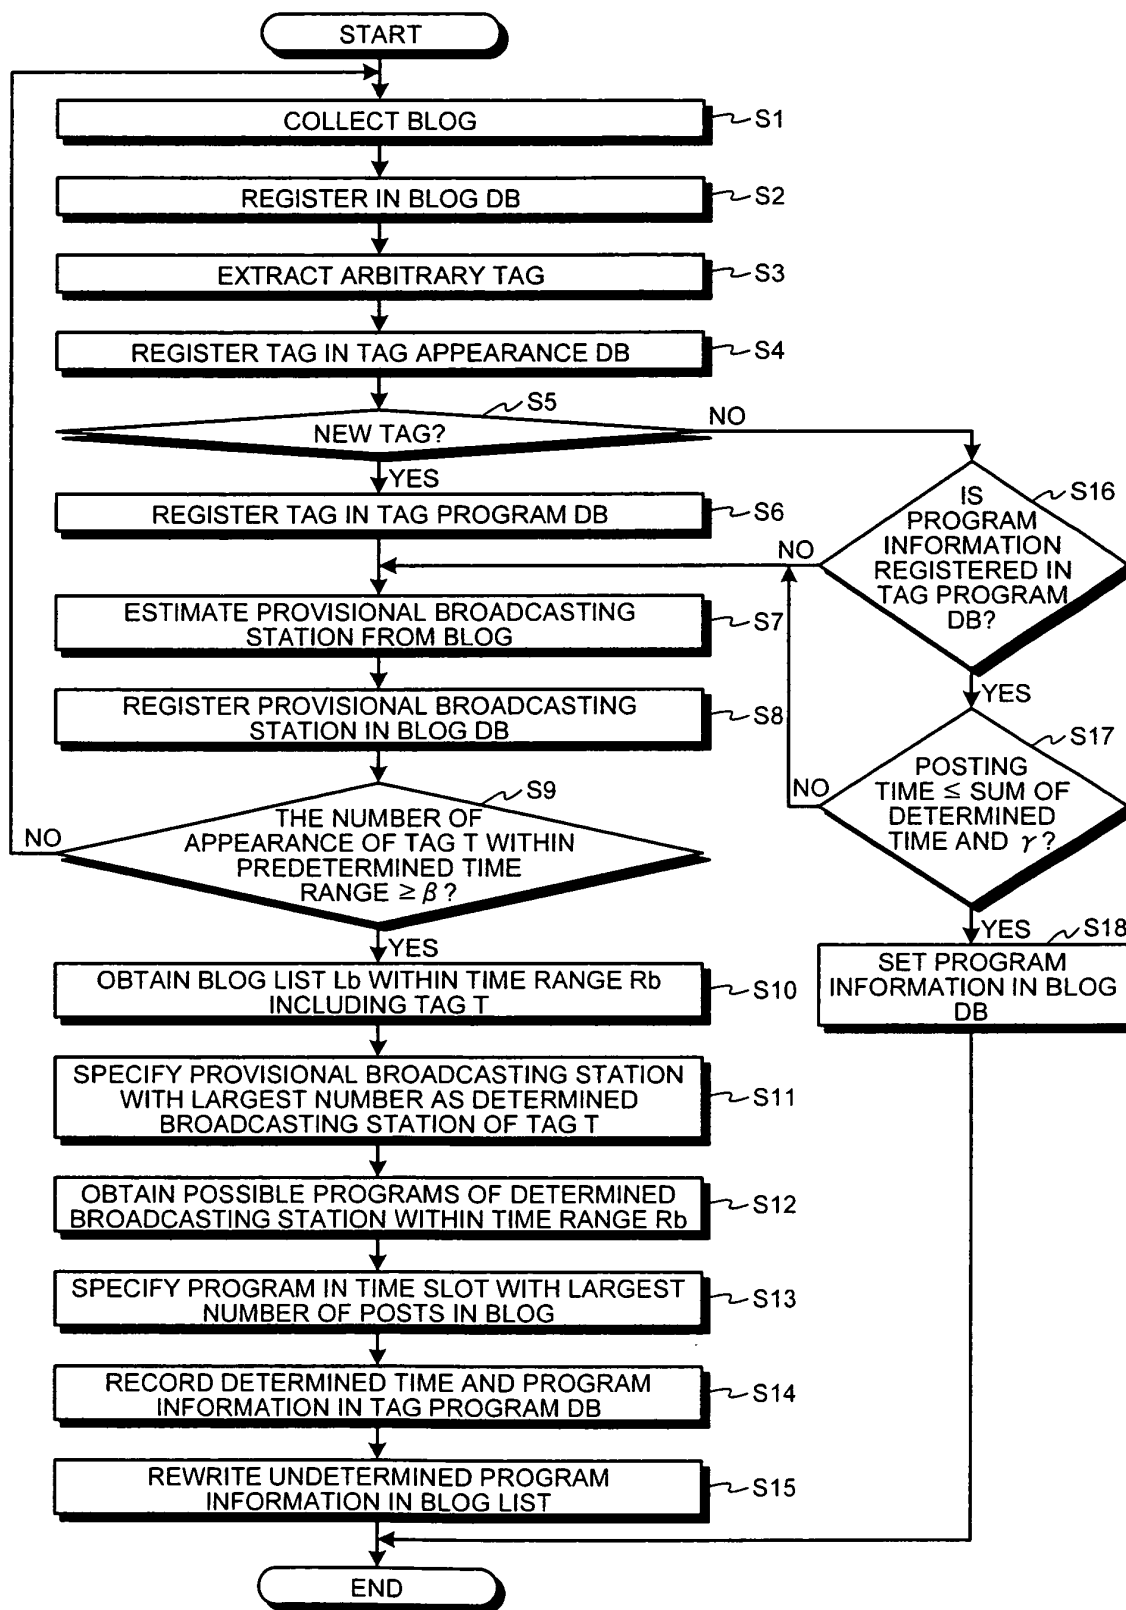 START
COLLECT BLOG
S1
REGISTER IN BLOG DB
S2
EXTRACT ARBITRARY TAG
S3
REGISTER TAG IN TAG APPEARANCE DB
S4
NEW TAG?
S5
NO
YES
REGISTER TAG IN TAG PROGRAM DB
S6
IS
PROGRAM
INFORMATION
REGISTERED IN
TAG PROGRAM
DB?
S16
NO
YES
ESTIMATE PROVISIONAL BROADCASTING
STATION FROM BLOG
S7
REGISTER PROVISIONAL BROADCASTING
STATION IN BLOG DB
S8
POSTING
TIME ≤ SUM OF
DETERMINED
TIME AND γ?
S17
NO
YES
THE NUMBER OF
APPEARANCE OF TAG T WITHIN
PREDETERMINED TIME
RANGE ≥ β?
S9
NO
YES
SET PROGRAM
INFORMATION IN BLOG
DB
S18
OBTAIN BLOG LIST Lb WITHIN TIME RANGE Rb
INCLUDING TAG T
S10
SPECIFY PROVISIONAL BROADCASTING STATION
WITH LARGEST NUMBER AS DETERMINED
BROADCASTING STATION OF TAG T
S11
OBTAIN POSSIBLE PROGRAMS OF DETERMINED
BROADCASTING STATION WITHIN TIME RANGE Rb
S12
SPECIFY PROGRAM IN TIME SLOT WITH LARGEST
NUMBER OF POSTS IN BLOG
S13
RECORD DETERMINED TIME AND PROGRAM
INFORMATION IN TAG PROGRAM DB
S14
REWRITE UNDETERMINED PROGRAM
INFORMATION IN BLOG LIST
S15
END